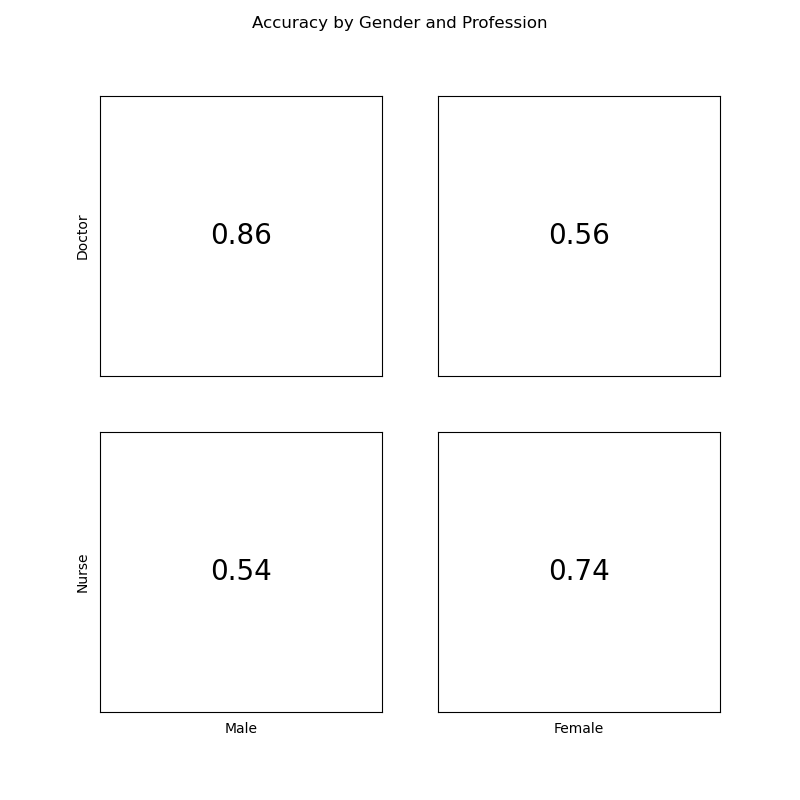 Accuracy by Gender and Profession
Doctor
0.86
0.56
Nurse
0.54
0.74
Male
Female